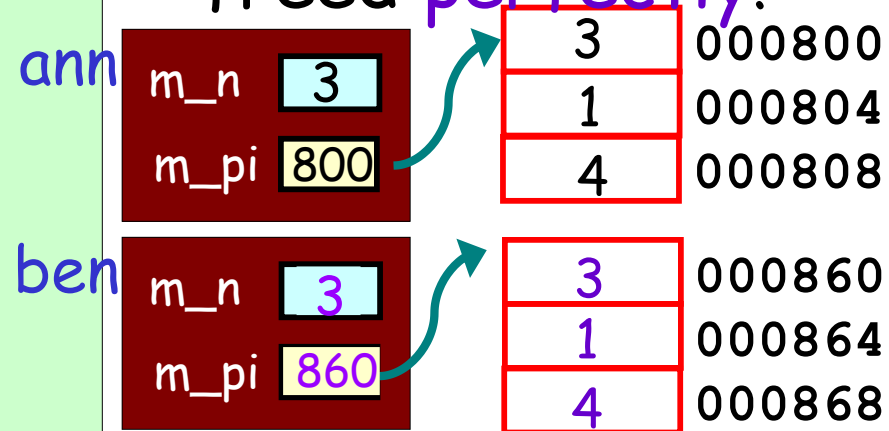 ann
m_n 3
m_pi 800
3 000800
1 000804
4 000808
ben
m_n 3
m_pi 860
3 000860
1 000864
4 000868